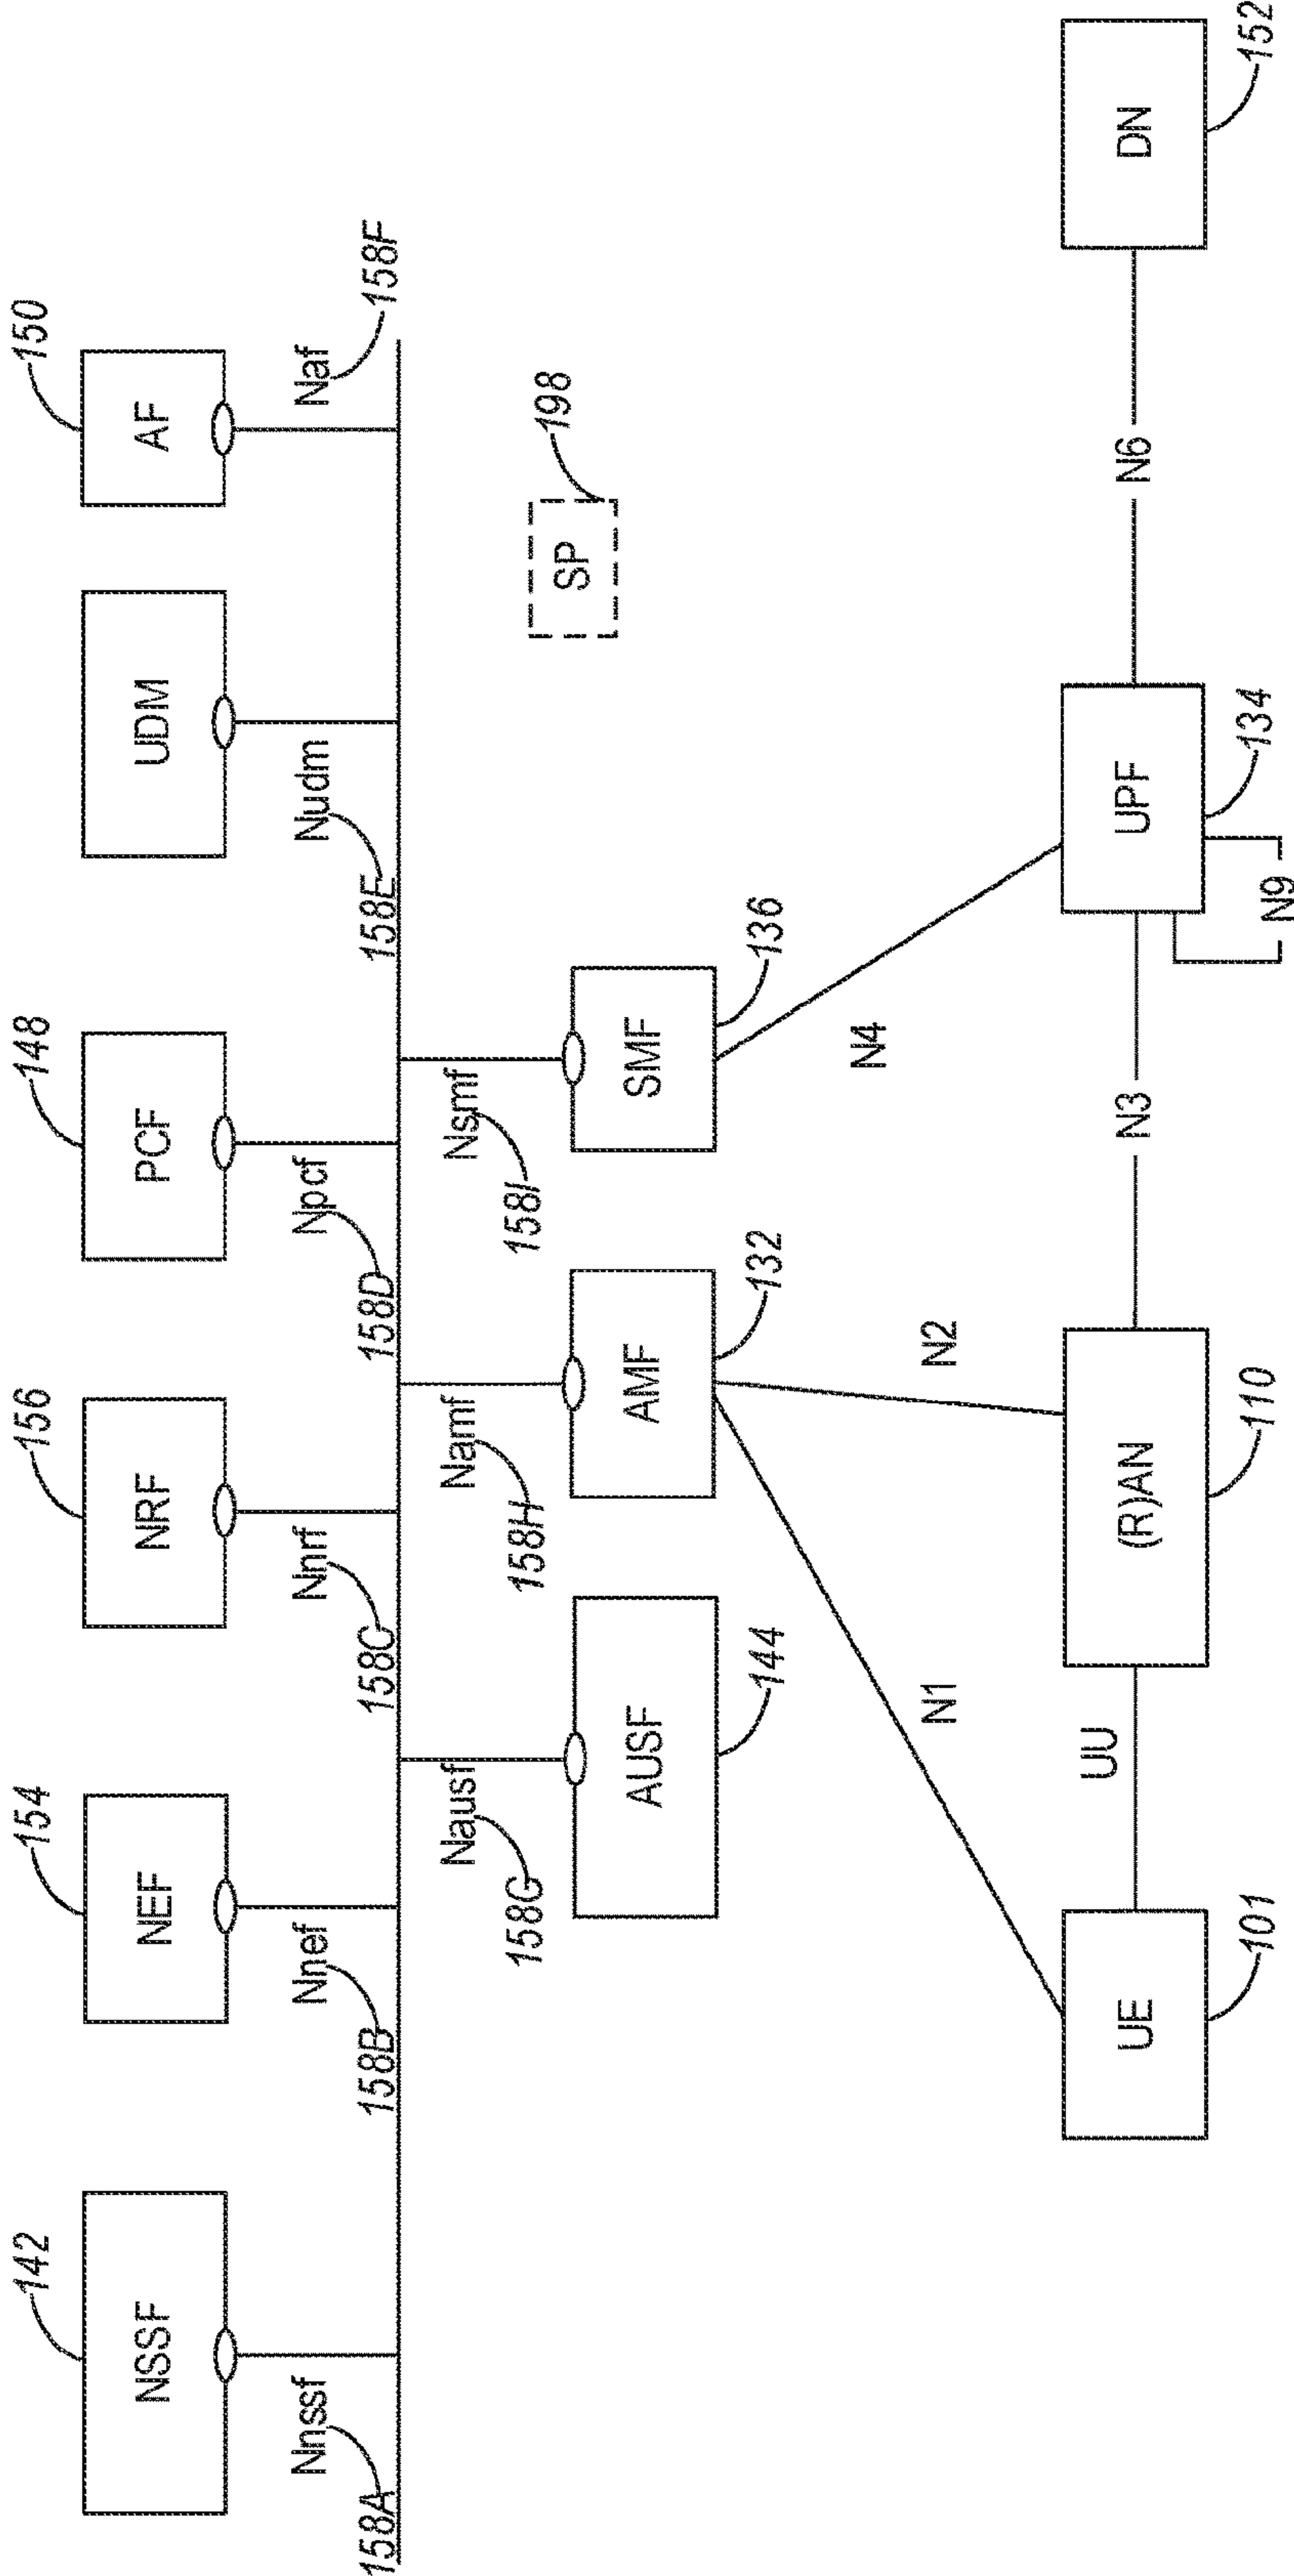 142
154
156
148
150
NSSF
NEF
NRF
PCF
UDM
AF
Nnssf
Nnef
Nnrf
Npcf
Nudm
Naf
158A
158B
158C
158D
158E
158F
Nausf
Namf
Nsmf
158G
158H
158I
SP
198
AUSF
AMF
SMF
144
132
136
N1
N2
N4
UE
UU
(R)AN
N3
UPF
N6
DN
101
110
134
152
N9